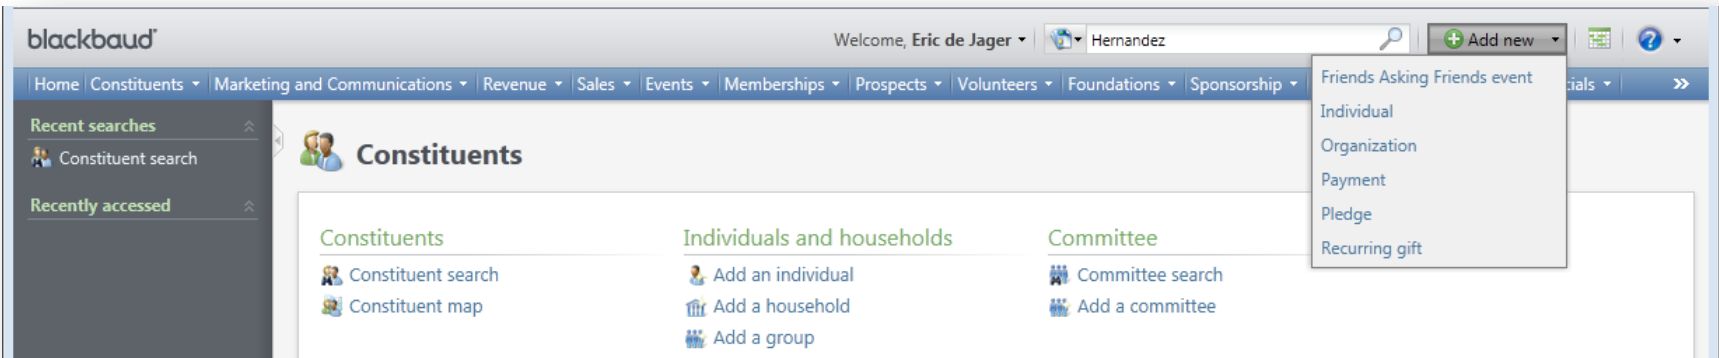 blackbaud
Welcome, Eric de Jager
Hernandez
Add new
Home Constituents Marketing and Communications Revenue Sales Events Memberships Prospects Volunteers Foundations Sponsorship
Friends Asking Friends event
Individual
Organization
Payment
Pledge
Recurring gift
Recent searches
Constituent search
Recently accessed
Constituents
Constituents
Constituent search
Constituent map
Individuals and households
Add an individual
Add a household
Add a group
Committee
Committee search
Add a committee